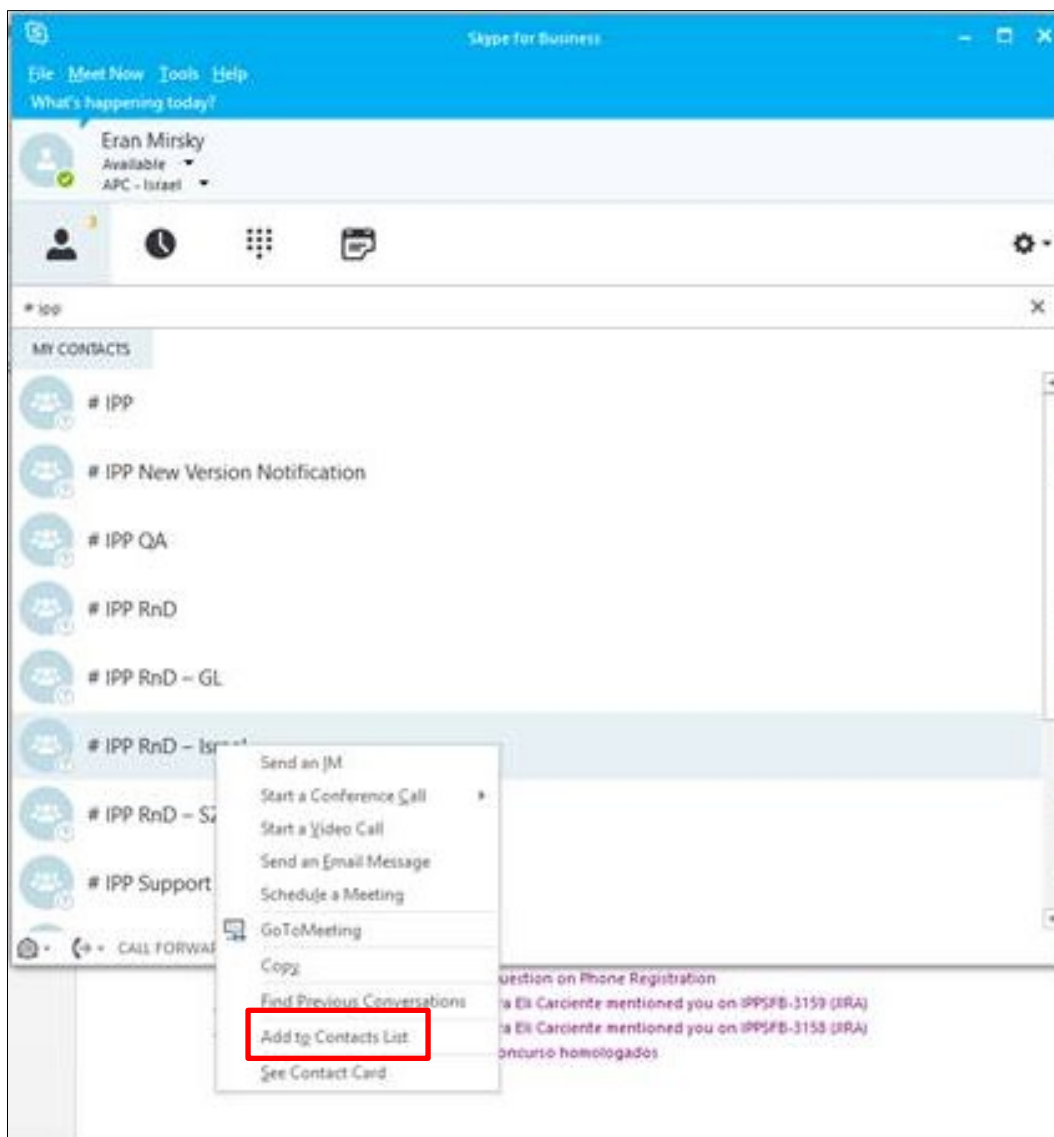 Skype for Business
File Meet Now Tools Help
What's happening today?
Eran Mirsky
Available
APC - Israel
3
# ipp
MY CONTACTS
# IPP
# IPP New Version Notification
# IPP QA
# IPP RnD
# IPP RnD – GL
# IPP RnD –
# IPP RnD –
# IPP Support
CALL FORWAR
Send an IM
Start a Conference Call
Start a Video Call
Send an Email Message
Schedule a Meeting
GoToMeeting
Copy
Find Previous Conversations
Add to Contacts List
See Contact Card
uestion on Phone Registration
ra Eli Carciente mentioned you on IPPSFB-3159 (JIRA)
ra Eli Carciente mentioned you on IPPSFB-3158 (JIRA)
oncurso homologados